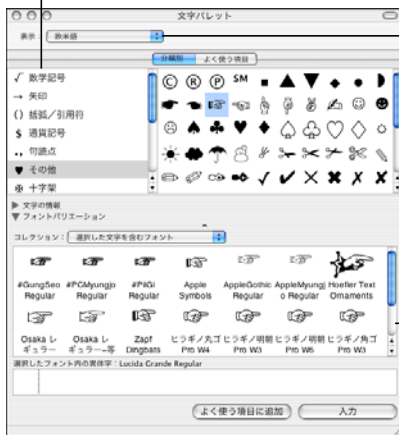 文字パレット
表示： 欧米語
分類別 よく使う項目
√ 数学記号
→ 矢印
() 括弧／引用符
$ 通貨記号
., 句読点
♥ その他
十字架
© ® ℗ SM
▶ 文字の情報
▼ フォントバリエーション
コレクション： 選択した文字を含むフォント
#GungSeo Regular
#PCMyungjo Regular
#PilGi Regular
Apple Symbols
AppleGothic Regular
AppleMyungjo Regular
Hoefler Text Ornaments
Osaka レギュラー
Osaka レギュラー–等
Zapf Dingbats
ヒラギノ丸ゴ Pro W4
ヒラギノ明朝 Pro W3
ヒラギノ明朝 Pro W6
ヒラギノ角ゴ Pro W3
選択したフォント内の異体字：Lucida Grande Regular
よく使う項目に追加 入力